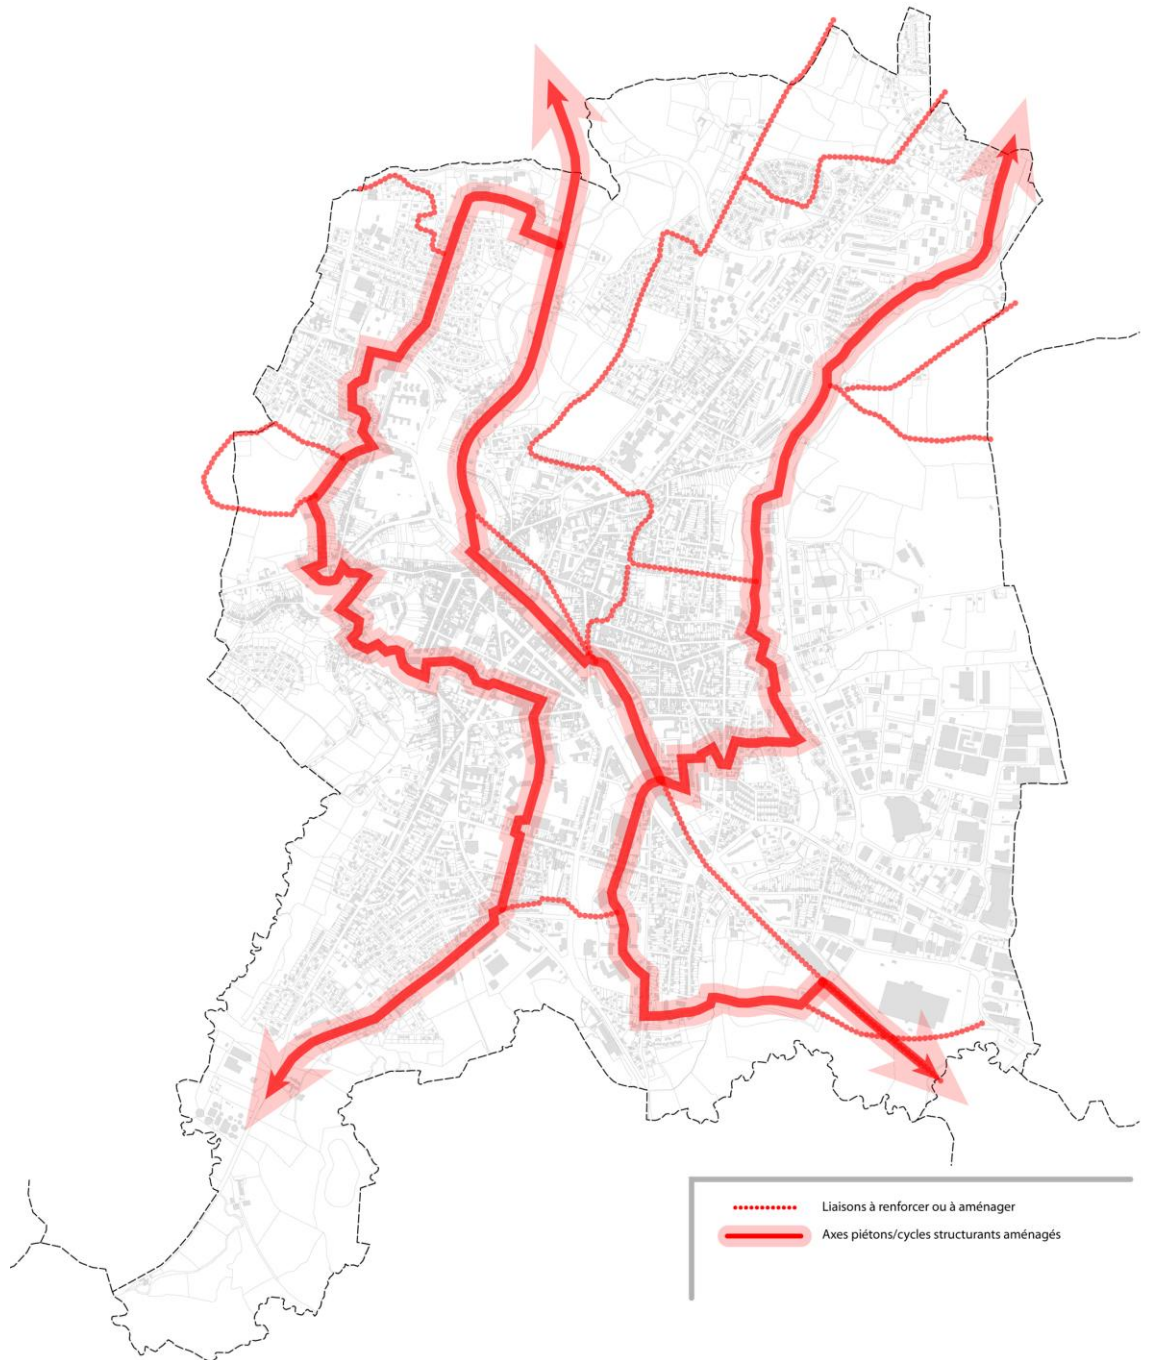 Liaisons à renforcer ou à aménager
Axes piétons/cycles structurants aménagés